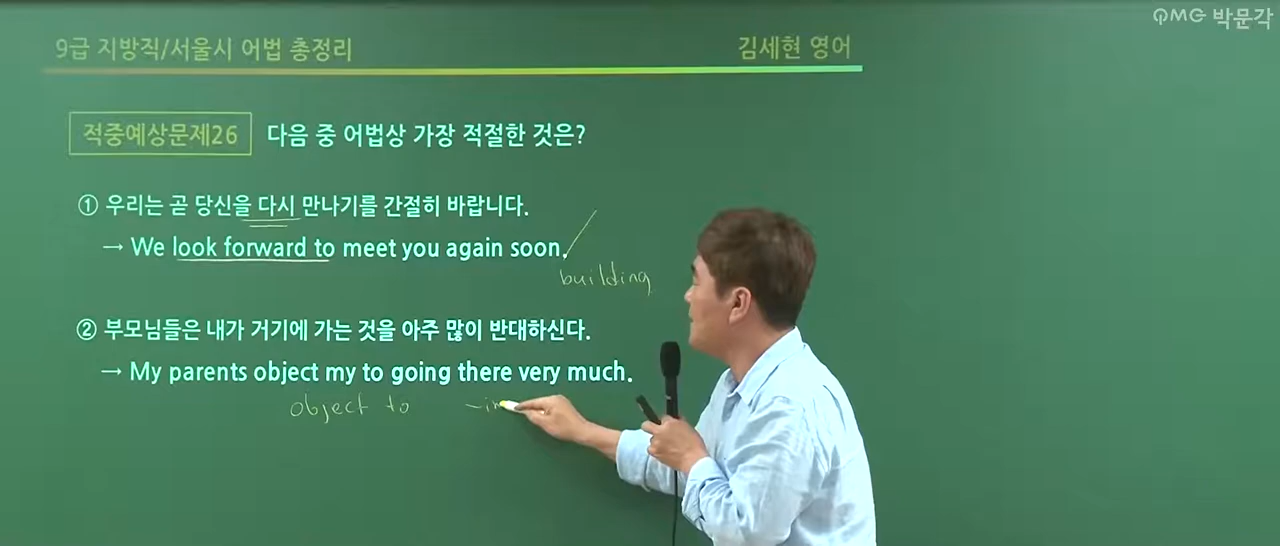 QMG 박문각
9급 지방직/서울시 어법 총정리
김세현 영어
적중예상문제26 다음 중 어법상 가장 적절한 것은?
① 우리는 곧 당신을 다시 만나기를 간절히 바랍니다.
→ We look forward to meet you again soon.
building
② 부모님들은 내가 거기에 가는 것을 아주 많이 반대하신다.
→ My parents object my to going there very much.
object to